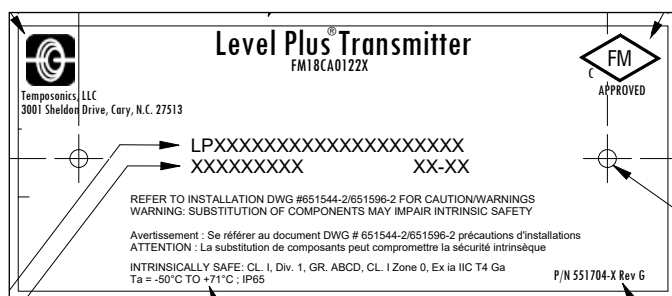 Level Plus® Transmitter
FM18CA0122X
FM
C
APPROVED
Temposonics, LLC
3001 Sheldon Drive, Cary, N.C. 27513
LPXXXXXXXXXXXXXXXXXXXX
XXXXXXXXX XX-XX
REFER TO INSTALLATION DWG #651544-2/651596-2 FOR CAUTION/WARNINGS
WARNING: SUBSTITUTION OF COMPONENTS MAY IMPAIR INTRINSIC SAFETY
Avertissement : Se référer au document DWG # 651544-2/651596-2 précautions d'installations
ATTENTION : La substitution de composants peut compromettre la sécurité intrinsèque
INTRINSICALLY SAFE: CL. I, Div. 1, GR. ABCD, CL. I Zone 0, Ex ia IIC T4 Ga
Ta = -50°C TO +71°C ; IP65
P/N 551704-X Rev G